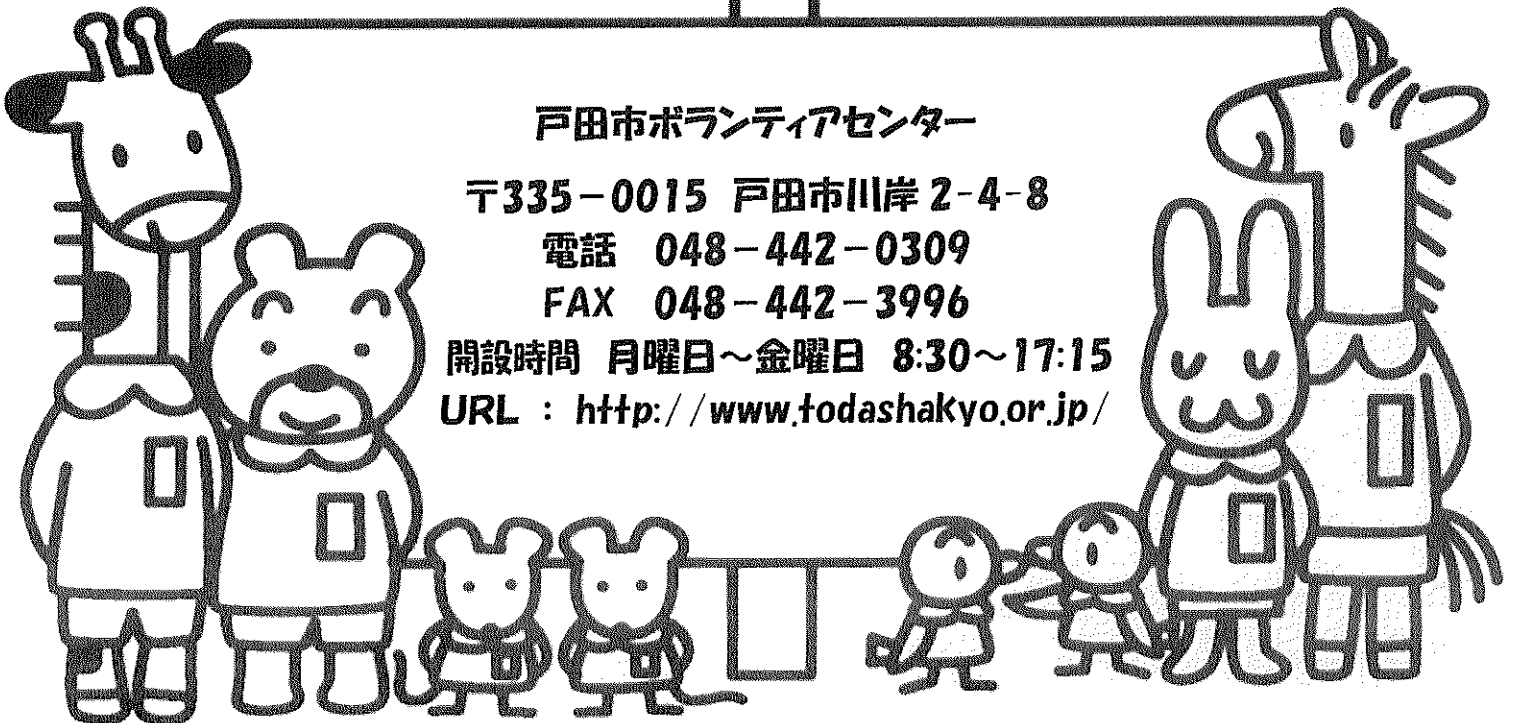 戸田市ボランティアセンター
〒335－0015 戸田市川岸 2-4-8
電話　048－442－0309
FAX　048－442－3996
開設時間　月曜日～金曜日　8:30～17:15
URL ： http://www.todashakyo.or.jp/